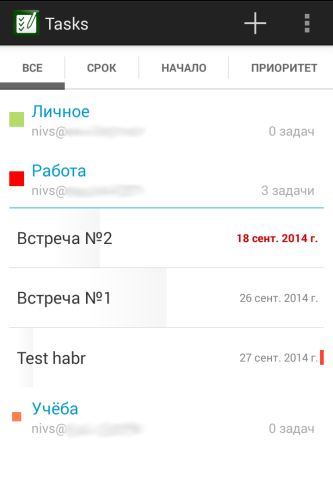 Tasks
ВСЕ СРОК НАЧАЛО ПРИОРИТЕТ
Личное
nivs@ 0 задач
Работа
nivs@ 3 задачи
Встреча №2 18 сент. 2014 г.
Встреча №1 26 сент. 2014 г.
Test habr 27 сент. 2014 г.
Учёба
nivs@ 0 задач